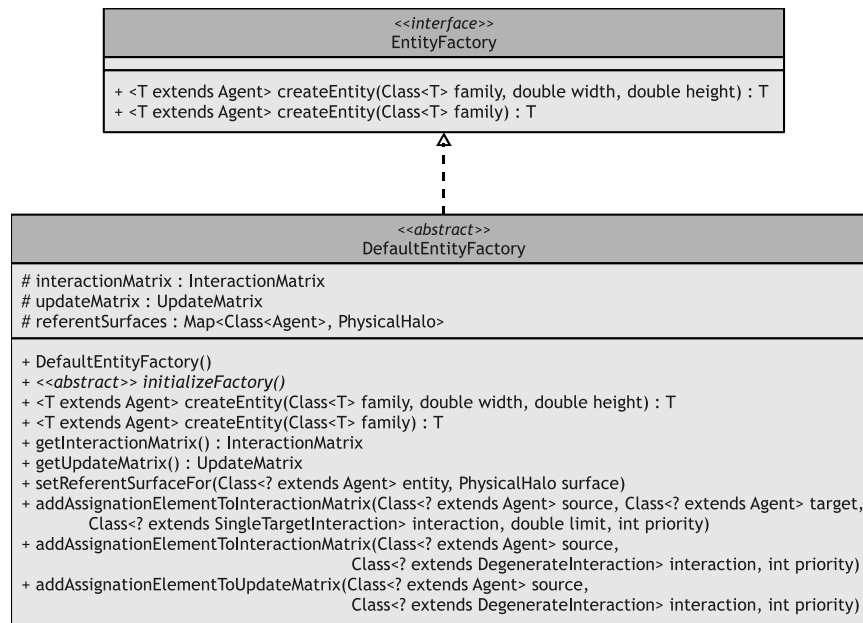 <<interface>>
EntityFactory
+ <T extends Agent> createEntity(Class<T> family, double width, double height) : T
+ <T extends Agent> createEntity(Class<T> family) : T
<<abstract>>
DefaultEntityFactory
# interactionMatrix : InteractionMatrix
# updateMatrix : UpdateMatrix
# referentSurfaces : Map<Class<Agent>, PhysicalHalo>
+ DefaultEntityFactory()
+ <<abstract>> initializeFactory()
+ <T extends Agent> createEntity(Class<T> family, double width, double height) : T
+ <T extends Agent> createEntity(Class<T> family) : T
+ getInteractionMatrix() : InteractionMatrix
+ getUpdateMatrix() : UpdateMatrix
+ setReferentSurfaceFor(Class<? extends Agent> entity, PhysicalHalo surface)
+ addAssignationElementToInteractionMatrix(Class<? extends Agent> source, Class<? extends Agent> target,
Class<? extends SingleTargetInteraction> interaction, double limit, int priority)
+ addAssignationElementToInteractionMatrix(Class<? extends Agent> source,
Class<? extends DegenerateInteraction> interaction, int priority)
+ addAssignationElementToUpdateMatrix(Class<? extends Agent> source,
Class<? extends DegenerateInteraction> interaction, int priority)